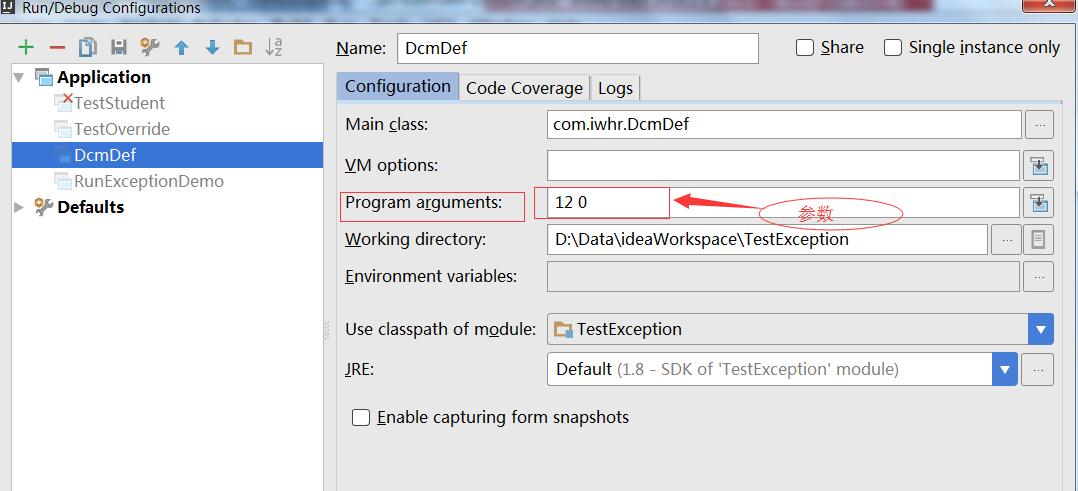 Run/Debug Configurations
Name: DcmDef
Share
Single instance only
Application
TestStudent
TestOverride
DcmDef
RunExceptionDemo
Defaults
Configuration
Code Coverage
Logs
Main class: com.iwhr.DcmDef
VM options:
Program arguments: 12 0
参数
Working directory: D:\Data\ideaWorkspace\TestException
Environment variables:
Use classpath of module: TestException
JRE: Default (1.8 - SDK of 'TestException' module)
Enable capturing form snapshots